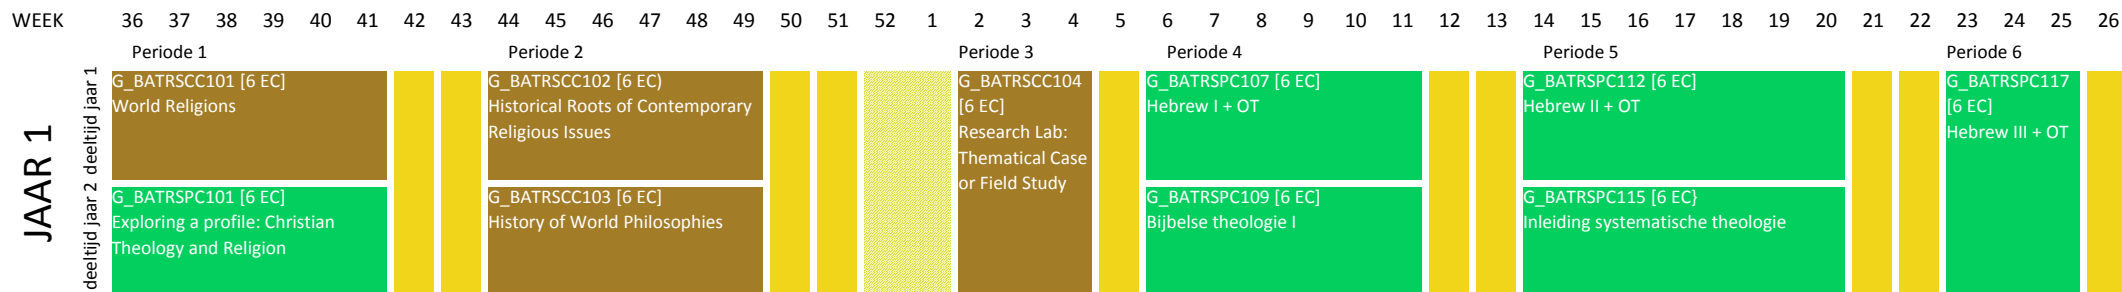 WEEK 36 37 38 39 40 41 42 43 44 45 46 47 48 49 50 51 52 1 2 3 4 5 6 7 8 9 10 11 12 13 14 15 16 17 18 19 20 21 22 23 24 25 26
Periode 1 Periode 2 Periode 3 Periode 4 Periode 5 Periode 6
JAAR 1
deeltijd jaar 1
G_BATRSCC101 [6 EC]
World Religions
G_BATRSCC102 [6 EC)
Historical Roots of Contemporary
Religious Issues
G_BATRSCC104
[6 EC]
Research Lab:
Thematical Case
or Field Study
G_BATRSPC107 [6 EC]
Hebrew I + OT
G_BATRSPC112 [6 EC]
Hebrew II + OT
G_BATRSPC117
[6 EC]
Hebrew III + OT
deeltijd jaar 2
G_BATRSPC101 [6 EC]
Exploring a profile: Christian
Theology and Religion
G_BATRSCC103 [6 EC]
History of World Philosophies
G_BATRSPC109 [6 EC]
Bijbelse theologie I
G_BATRSPC115 [6 EC}
Inleiding systematische theologie